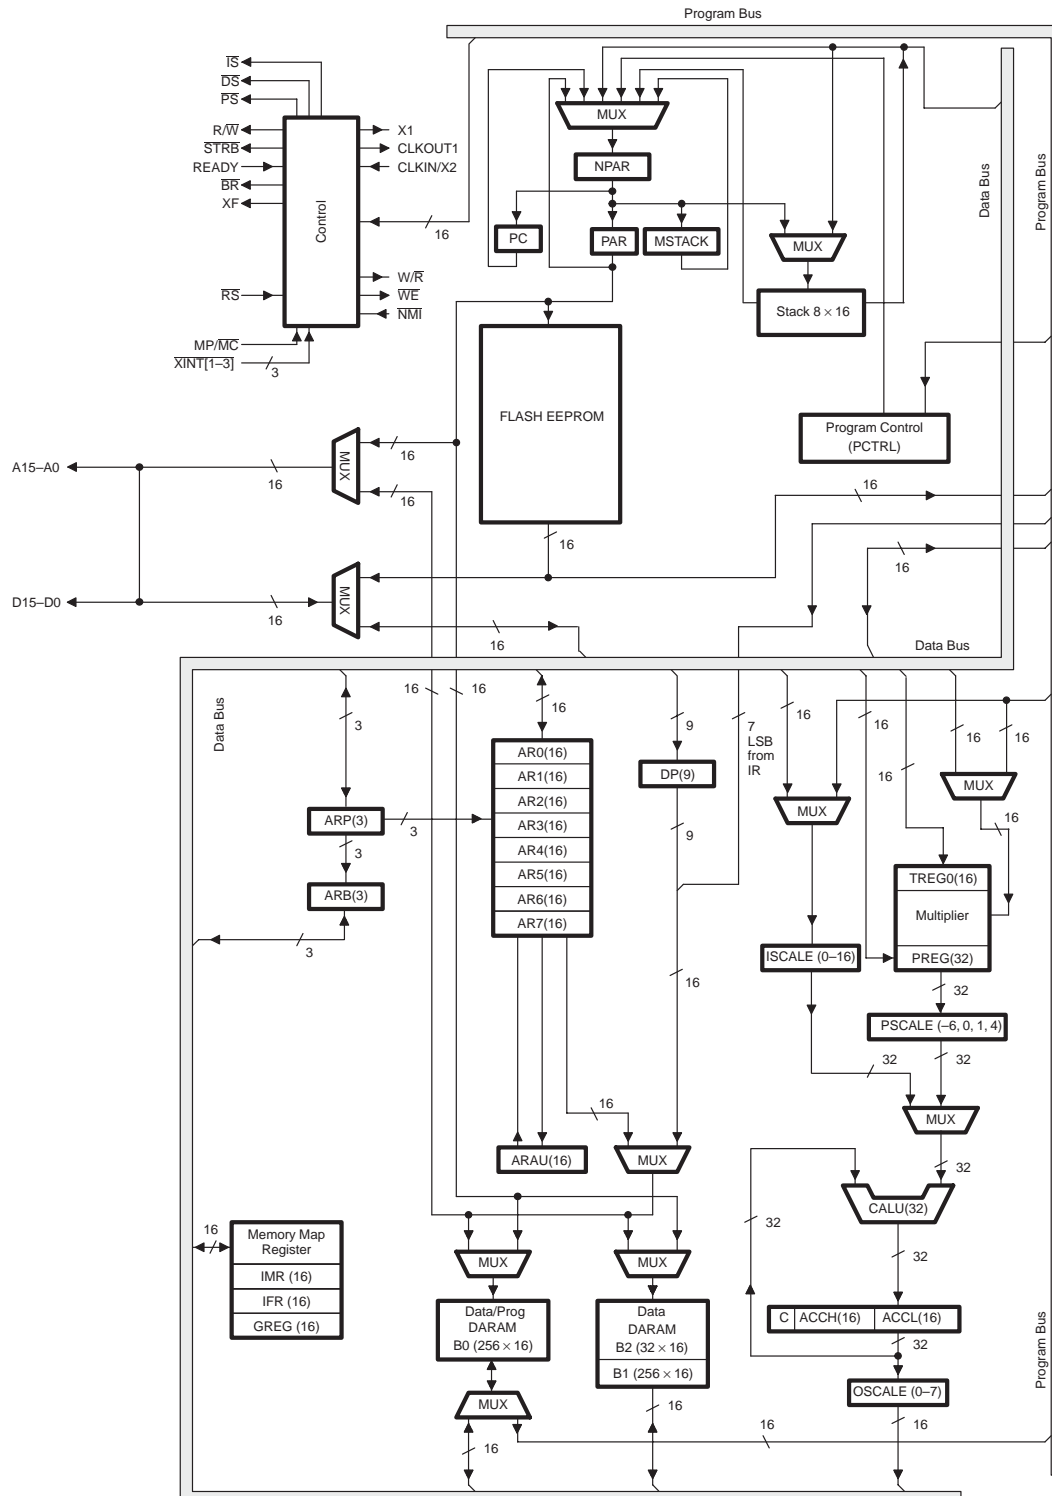 Program Bus
IS
DS
PS
R/W
STRB
READY
BR
XF
RS
MP/MC
XINT[1–3]
3
Control
X1
CLKOUT1
CLKIN/X2
16
W/R
WE
NMI
MUX
NPAR
PC
PAR
MSTACK
MUX
Stack 8 × 16
Data Bus
Program Bus
FLASH EEPROM
Program Control
(PCTRL)
A15–A0
16
MUX
16
16
16
16
16
D15–D0
16
MUX
16
Data Bus
Data Bus
3
16
16
16
9
7
LSB
from
IR
16
16
16
16
16
AR0(16)
AR1(16)
AR2(16)
AR3(16)
AR4(16)
AR5(16)
AR6(16)
AR7(16)
DP(9)
9
MUX
MUX
16
ARP(3)
3
3
ARB(3)
3
TREG0(16)
Multiplier
PREG(32)
ISCALE (0–16)
16
32
PSCALE (–6, 0, 1, 4)
32
32
MUX
16
ARAU(16)
MUX
32
CALU(32)
32
32
16
Memory Map
Register
IMR (16)
IFR (16)
GREG (16)
MUX
MUX
Data/Prog
DARAM
B0 (256 × 16)
Data
DARAM
B2 (32 × 16)
B1 (256 × 16)
C
ACCH(16)
ACCL(16)
32
OSCALE (0–7)
MUX
16
16
16
16
Program Bus